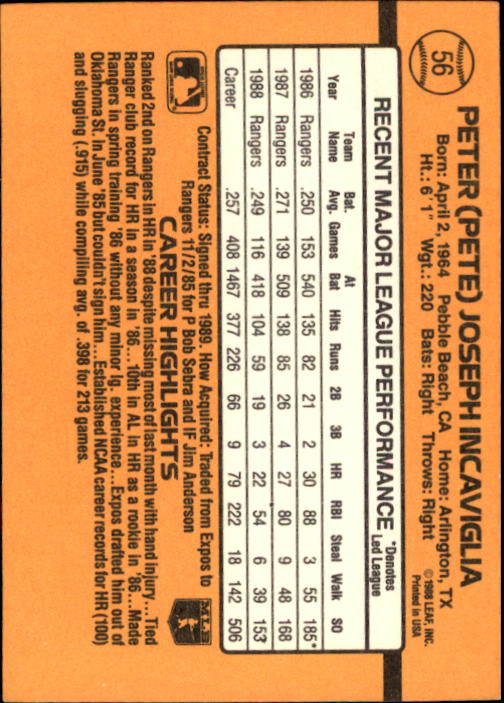 56
PETER (PETE) JOSEPH INCAVIGLIA
Born: April 2, 1964 Pebble Beach, CA Home: Arlington, TX
Ht.: 6'1" Wgt.: 220 Bats: Right Throws: Right
©1988 LEAF, INC.
Printed in USA
RECENT MAJOR LEAGUE PERFORMANCE
*Denotes
Led League
Year Team Name Bat. Avg. Games At Bat Hits Runs 2B 3B HR RBI Steal Walk SO
1986 Rangers .250 153 540 135 82 21 2 30 88 3 55 185*
1987 Rangers .271 139 509 138 85 26 4 27 80 9 48 168
1988 Rangers .249 116 418 104 59 19 3 22 54 6 39 153
Career .257 408 1467 377 226 66 9 79 222 18 142 506
Contract Status: Signed thru 1989. How Acquired: Traded from Expos to
Rangers 11/2/85 for P Bob Sebra and IF Jim Anderson
MLB
CAREER HIGHLIGHTS
Ranked 2nd on Rangers in HR in '88 despite missing most of last month with hand injury...Tied
Ranger club record for HR in a season in '86...10th in AL in HR as a rookie in '86...Made
Rangers in spring training '86 without any minor lg. experience...Expos drafted him out of
Oklahoma St. in June '85 but couldn't sign him...Established NCAA career records for HR (100)
and slugging (.915) while compiling avg. of .398 for 213 games.